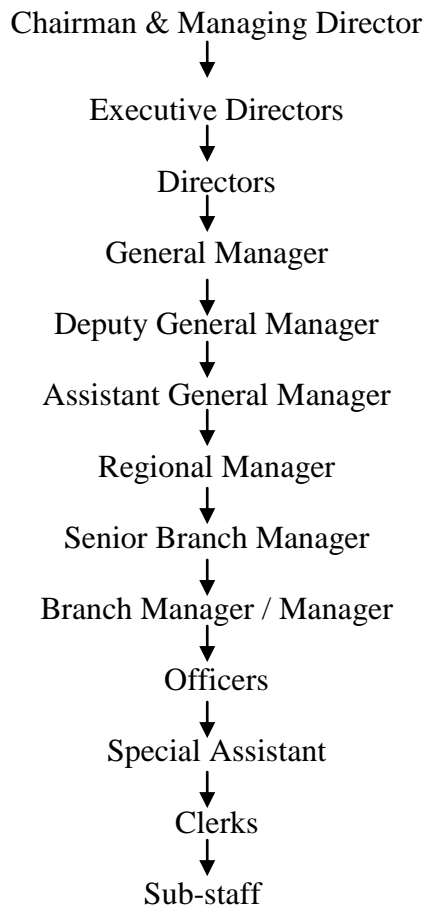 Chairman & Managing Director
Executive Directors
Directors
General Manager
Deputy General Manager
Assistant General Manager
Regional Manager
Senior Branch Manager
Branch Manager / Manager
Officers
Special Assistant
Clerks
Sub-staff